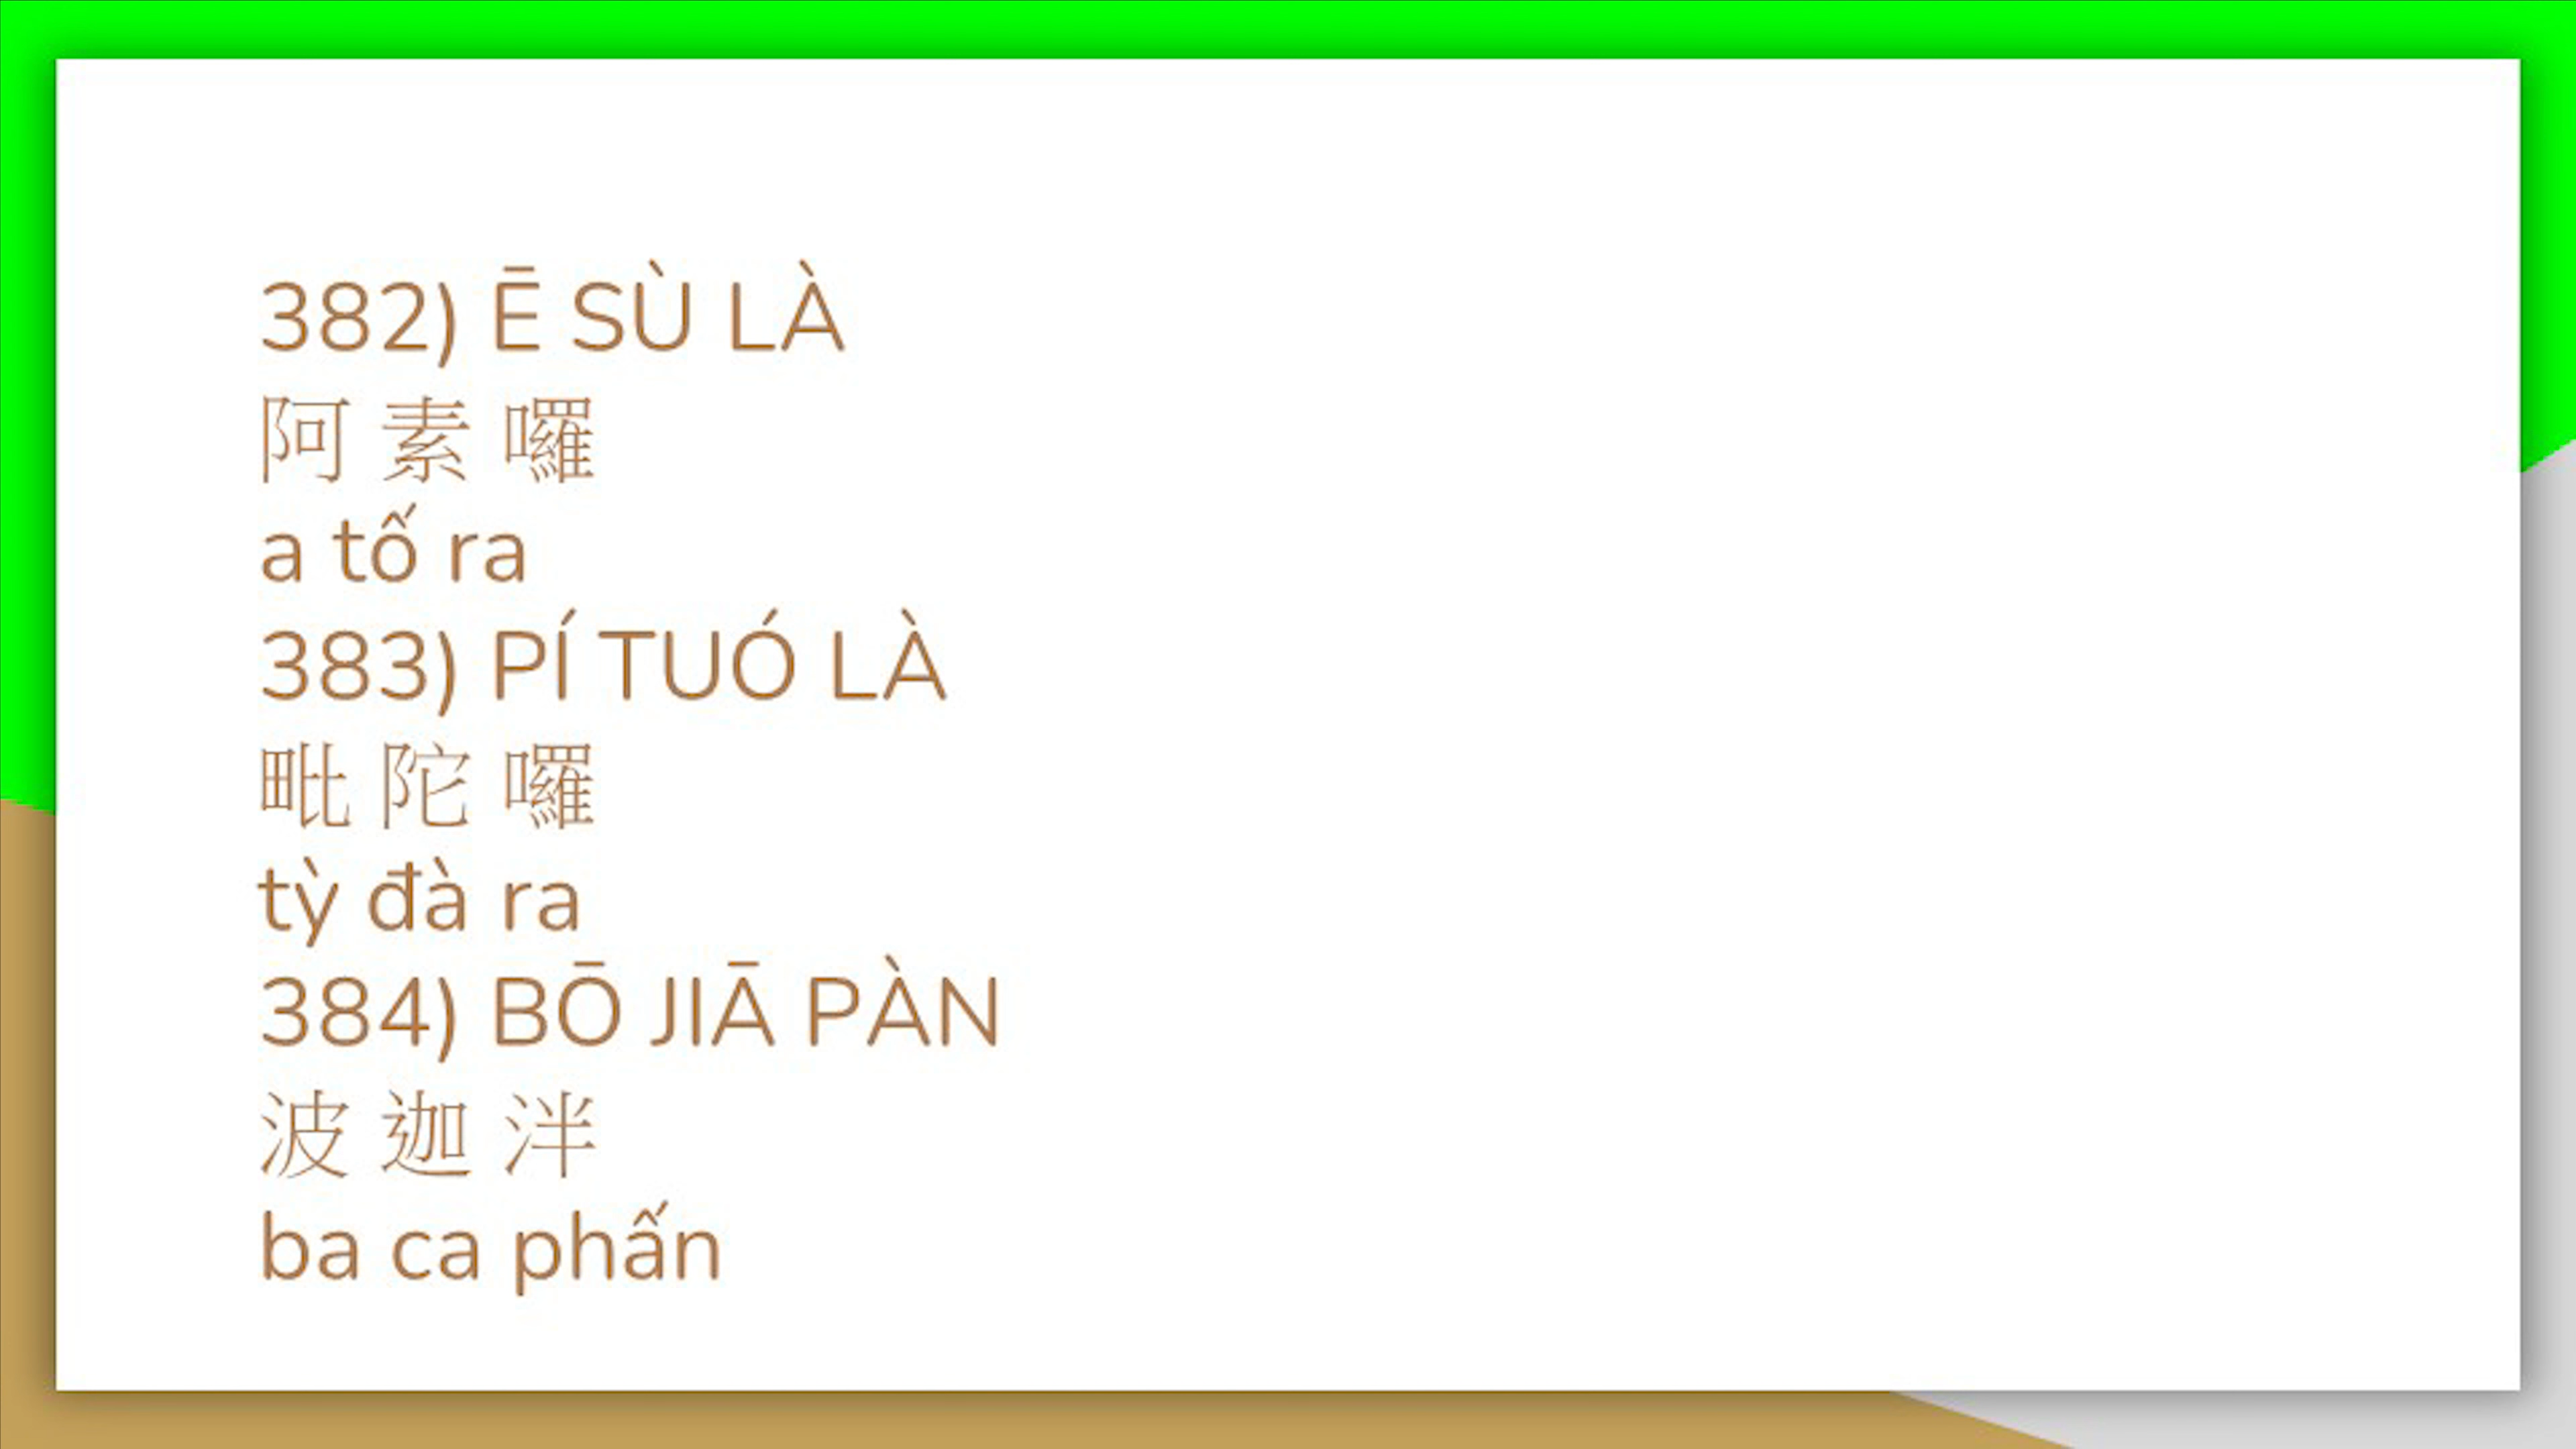 382) Ē SÙ LÀ
阿 素 囉
a tố ra
383) PÍ TUÓ LÀ
毗 陀 囉
tỳ đà ra
384) BŌ JIĀ PÀN
波 迦 泮
ba ca phấn